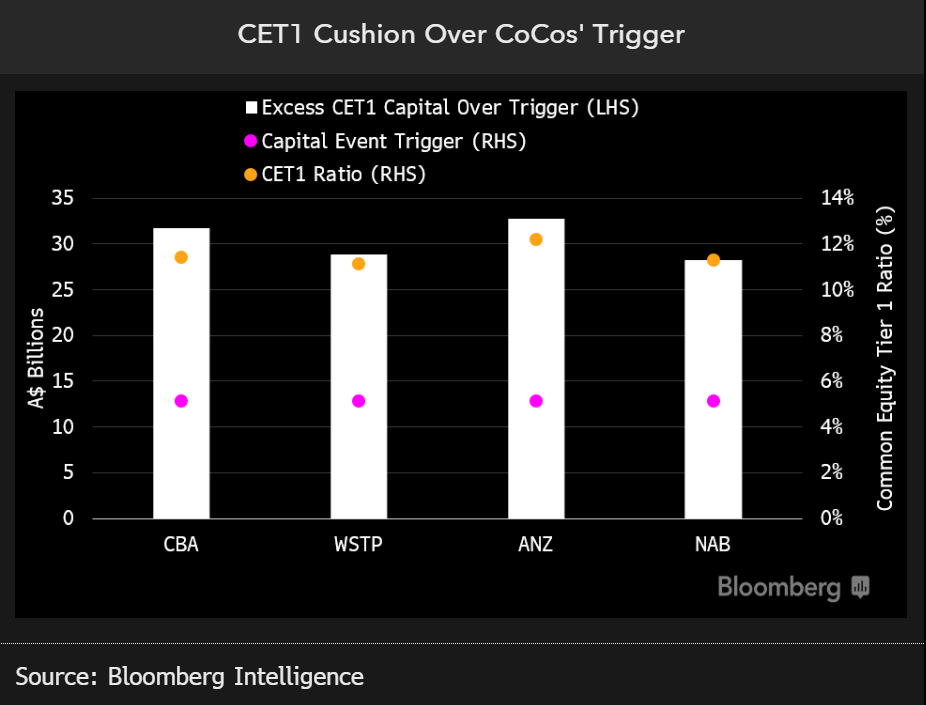 CET1 Cushion Over CoCos' Trigger
Excess CET1 Capital Over Trigger (LHS)
Capital Event Trigger (RHS)
CET1 Ratio (RHS)
35
30
25
20
15
10
5
0
A$ Billions
14%
12%
10%
8%
6%
4%
2%
0%
Common Equity Tier 1 Ratio (%)
CBA WSTP ANZ NAB
Bloomberg
Source: Bloomberg Intelligence